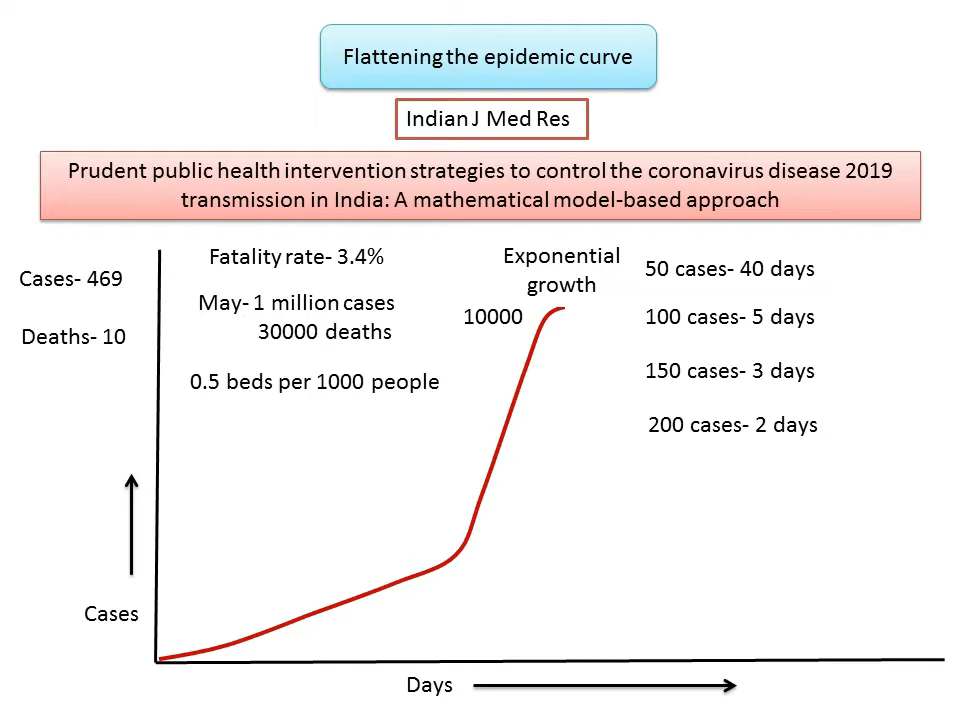 Flattening the epidemic curve
Indian J Med Res
Prudent public health intervention strategies to control the coronavirus disease 2019
transmission in India: A mathematical model-based approach
Cases- 469
Deaths- 10
Fatality rate- 3.4%
May- 1 million cases
30000 deaths
0.5 beds per 1000 people
Exponential
growth
10000
50 cases- 40 days
100 cases- 5 days
150 cases- 3 days
200 cases- 2 days
Cases
Days